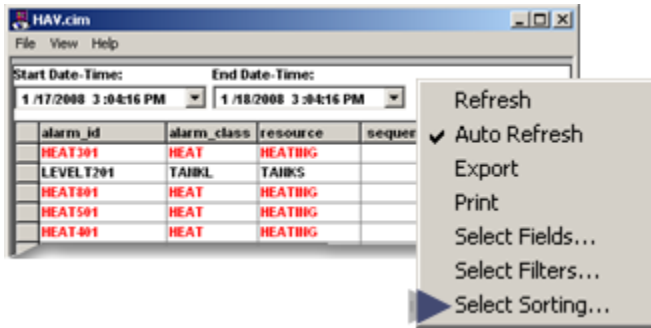 HAV.cim
File View Help
Start Date-Time: End Date-Time:
1 /17/2008 3 :04:16 PM 1 /18/2008 3 :04:16 PM
alarm_id alarm_class resource sequen
HEAT301 HEAT HEATING
LEVELT201 TANKL TANKS
HEAT801 HEAT HEATING
HEAT501 HEAT HEATING
HEAT401 HEAT HEATING
Refresh
Auto Refresh
Export
Print
Select Fields...
Select Filters...
Select Sorting...